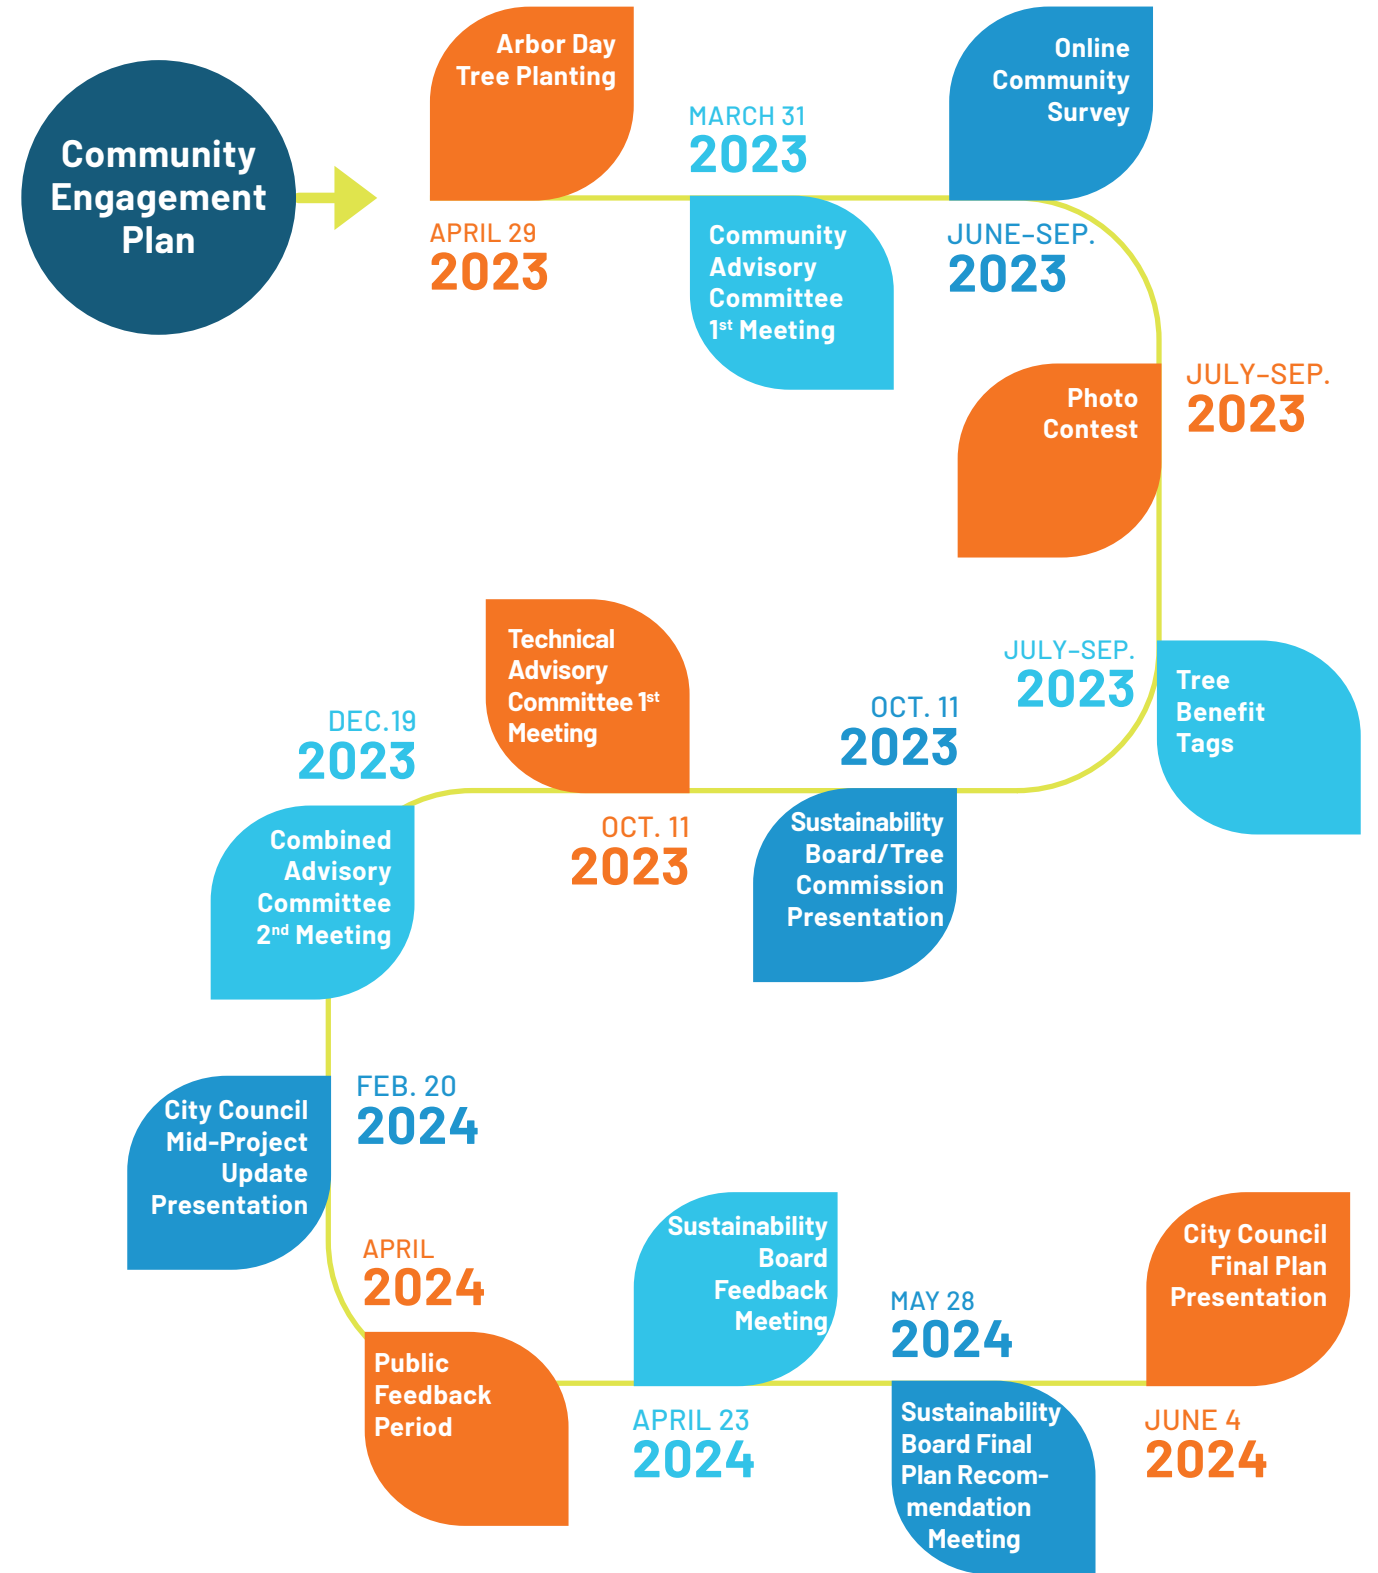 Community
Engagement
Plan
Arbor Day
Tree Planting
APRIL 29
2023
MARCH 31
2023
Community
Advisory
Committee
1st Meeting
Online
Community
Survey
JUNE–SEP.
2023
Photo
Contest
JULY–SEP.
2023
JULY–SEP.
2023
Tree
Benefit
Tags
OCT. 11
2023
Sustainability
Board/Tree
Commission
Presentation
Technical
Advisory
Committee 1st
Meeting
OCT. 11
2023
DEC.19
2023
Combined
Advisory
Committee
2nd Meeting
City Council
Mid-Project
Update
Presentation
FEB. 20
2024
APRIL
2024
Public
Feedback
Period
Sustainability
Board
Feedback
Meeting
APRIL 23
2024
MAY 28
2024
Sustainability
Board Final
Plan Recom-
mendation
Meeting
City Council
Final Plan
Presentation
JUNE 4
2024